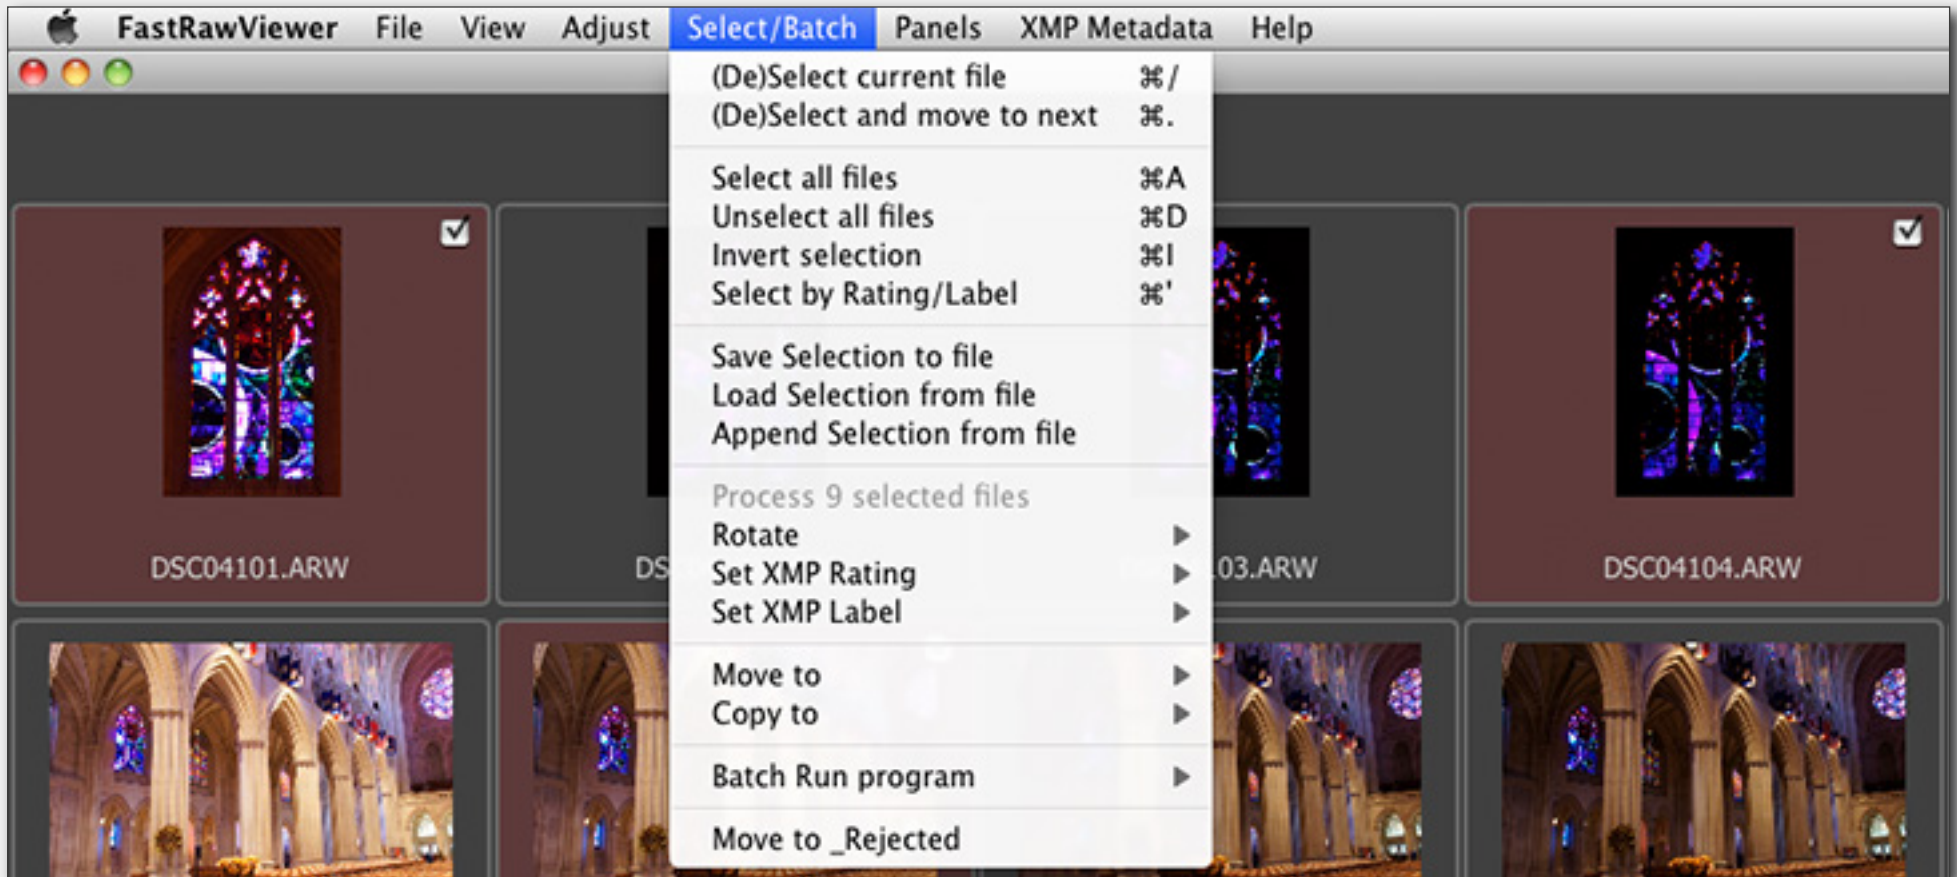 FastRawViewer File View Adjust Select/Batch Panels XMP Metadata Help
(De)Select current file ⌘/
(De)Select and move to next ⌘.
Select all files ⌘A
Unselect all files ⌘D
Invert selection ⌘I
Select by Rating/Label ⌘'
Save Selection to file
Load Selection from file
Append Selection from file
Process 9 selected files
Rotate
Set XMP Rating
Set XMP Label
Move to
Copy to
Batch Run program
Move to _Rejected
DSC04101.ARW
DS
03.ARW
DSC04104.ARW